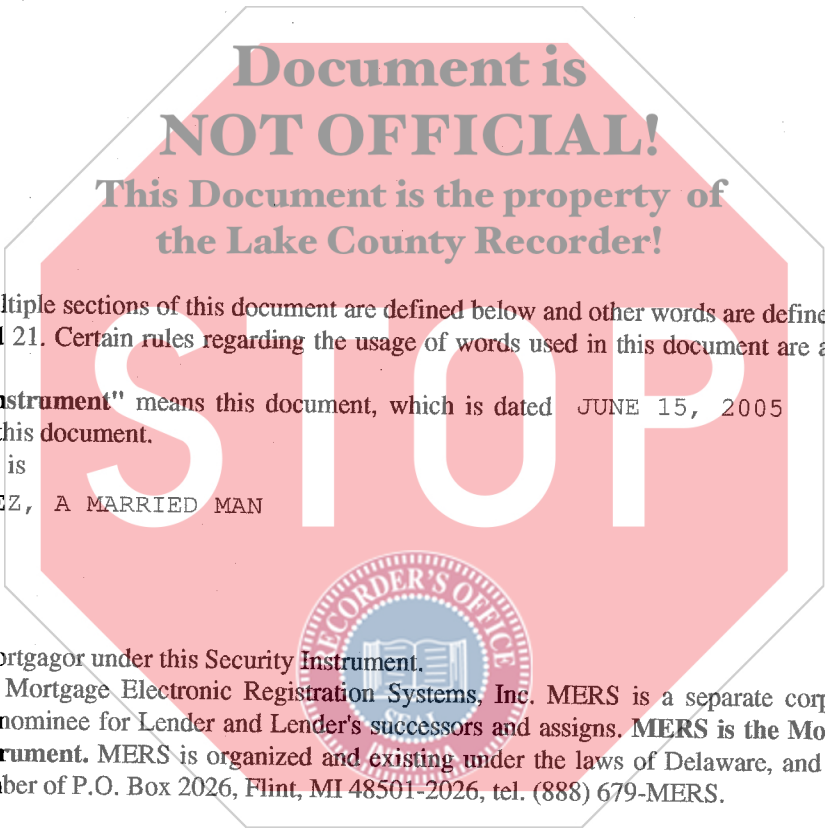 Document is
NOT OFFICIAL!
This Document is the property of
the Lake County Recorder!
ltiple sections of this document are defined below and other words are define
21. Certain rules regarding the usage of words used in this document are a
nstrument" means this document, which is dated JUNE 15, 2005
this document.
is
EZ, A MARRIED MAN
STOP
RECORDER'S OFFICE
ortgagor under this Security Instrument.
Mortgage Electronic Registration Systems, Inc. MERS is a separate corp
nominee for Lender and Lender's successors and assigns. MERS is the Mo
rument. MERS is organized and existing under the laws of Delaware, and
ber of P.O. Box 2026, Flint, MI 48501-2026, tel. (888) 679-MERS.